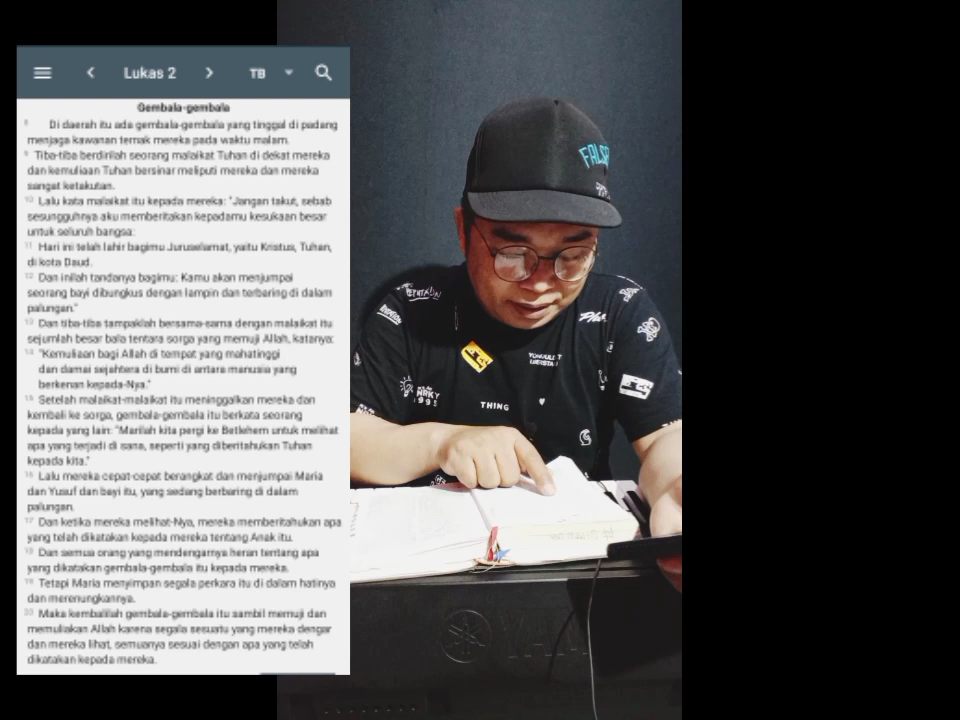 Lukas 2
TB
Gembala-gembala
8 Di daerah itu ada gembala-gembala yang tinggal di padang
menjaga kawanan ternak mereka pada waktu malam.
9 Tiba-tiba berdirilah seorang malaikat Tuhan di dekat mereka
dan kemuliaan Tuhan bersinar meliputi mereka dan mereka
sangat ketakutan.
10 Lalu kata malaikat itu kepada mereka: "Jangan takut, sebab
sesungguhnya aku memberitakan kepadamu kesukaan besar
untuk seluruh bangsa:
11 Hari ini telah lahir bagimu Juruselamat, yaitu Kristus, Tuhan,
di kota Daud.
12 Dan inilah tandanya bagimu: Kamu akan menjumpai
seorang bayi dibungkus dengan lampin dan terbaring di dalam
palungan."
13 Dan tiba-tiba tampaklah bersama-sama dengan malaikat itu
sejumlah besar bala tentara sorga yang memuji Allah, katanya:
14 "Kemuliaan bagi Allah di tempat yang mahatinggi
dan damai sejahtera di bumi di antara manusia yang
berkenan kepada-Nya."
15 Setelah malaikat-malaikat itu meninggalkan mereka dan
kembali ke sorga, gembala-gembala itu berkata seorang
kepada yang lain: "Marilah kita pergi ke Betlehem untuk melihat
apa yang terjadi di sana, seperti yang diberitahukan Tuhan
kepada kita."
16 Lalu mereka cepat-cepat berangkat dan menjumpai Maria
dan Yusuf dan bayi itu, yang sedang berbaring di dalam
palungan.
17 Dan ketika mereka melihat-Nya, mereka memberitahukan apa
yang telah dikatakan kepada mereka tentang Anak itu.
18 Dan semua orang yang mendengarnya heran tentang apa
yang dikatakan gembala-gembala itu kepada mereka.
19 Tetapi Maria menyimpan segala perkara itu di dalam hatinya
dan merenungkannya.
20 Maka kembalilah gembala-gembala itu sambil memuji dan
memuliakan Allah karena segala sesuatu yang mereka dengar
dan mereka lihat, semuanya sesuai dengan apa yang telah
dikatakan kepada mereka.
FALSE
THING
1995